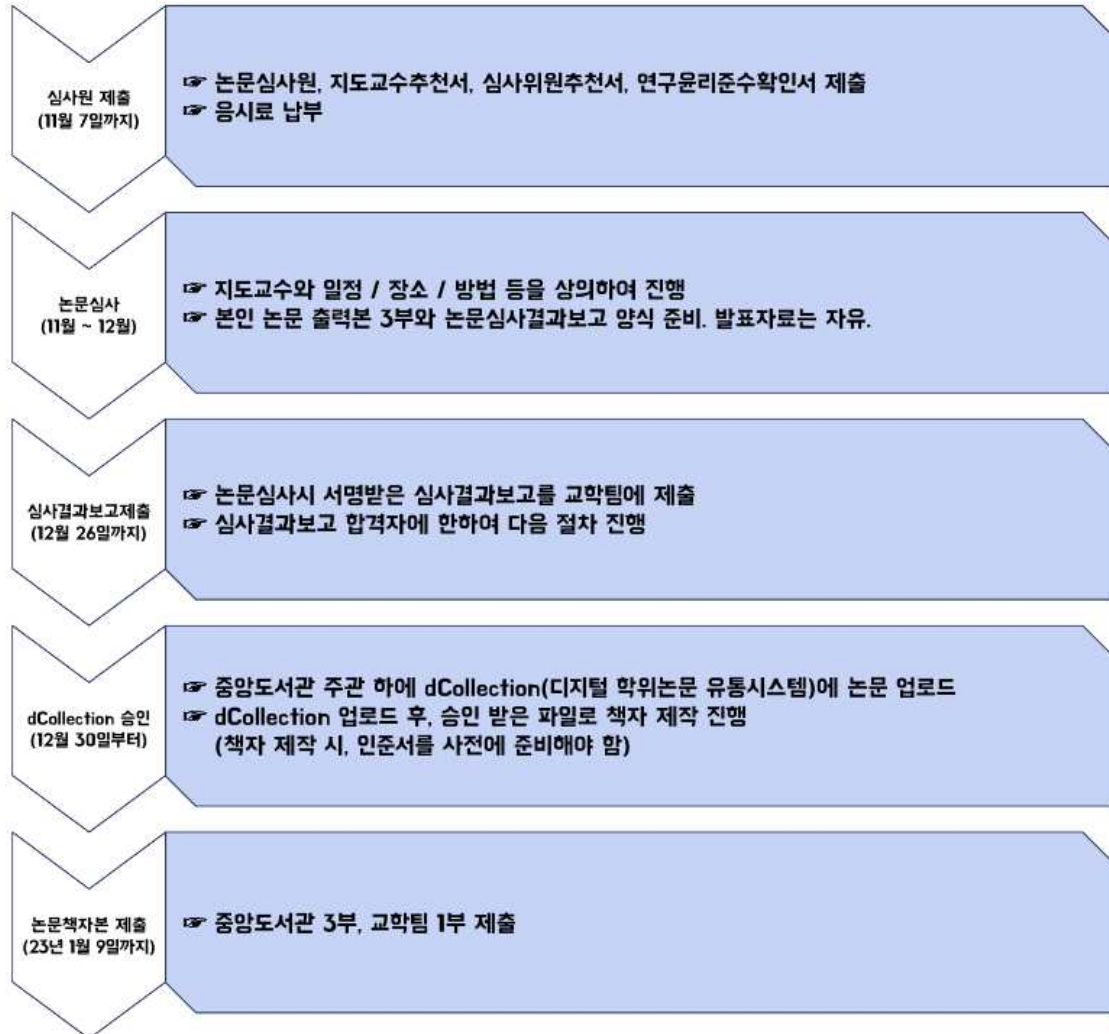 심사원 제출
(11월 7일까지)
☞ 논문심사원, 지도교수추천서, 심사위원추천서, 연구윤리준수확인서 제출
☞ 응시료 납부
논문심사
(11월 ~ 12월)
☞ 지도교수와 일정 / 장소 / 방법 등을 상의하여 진행
☞ 본인 논문 출력본 3부와 논문심사결과보고 양식 준비. 발표자료는 자유.
심사결과보고제출
(12월 26일까지)
☞ 논문심사시 서명받은 심사결과보고를 교학팀에 제출
☞ 심사결과보고 합격자에 한하여 다음 절차 진행
dCollection 승인
(12월 30일부터)
☞ 중앙도서관 주관 하에 dCollection(디지털 학위논문 유통시스템)에 논문 업로드
☞ dCollection 업로드 후, 승인 받은 파일로 책자 제작 진행
(책자 제작 시, 인준서를 사전에 준비해야 함)
논문책자본 제출
(23년 1월 9일까지)
☞ 중앙도서관 3부, 교학팀 1부 제출